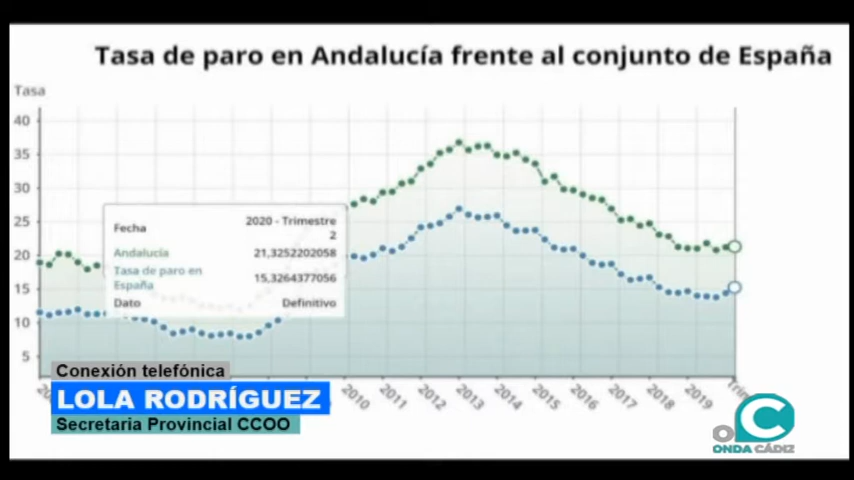 Tasa de paro en Andalucía frente al conjunto de España
Tasa
40
35
30
25
20
15
10
5
Fecha
2020 - Trimestre
2
Andalucía
21,3252202058
Tasa de paro en
España
15,3264377056
Dato
Definitivo
2010
2011
2012
2013
2014
2015
2016
2017
2018
2019
Conexión telefónica
LOLA RODRÍGUEZ
Secretaria Provincial CCOO
ONDA CÁDIZ